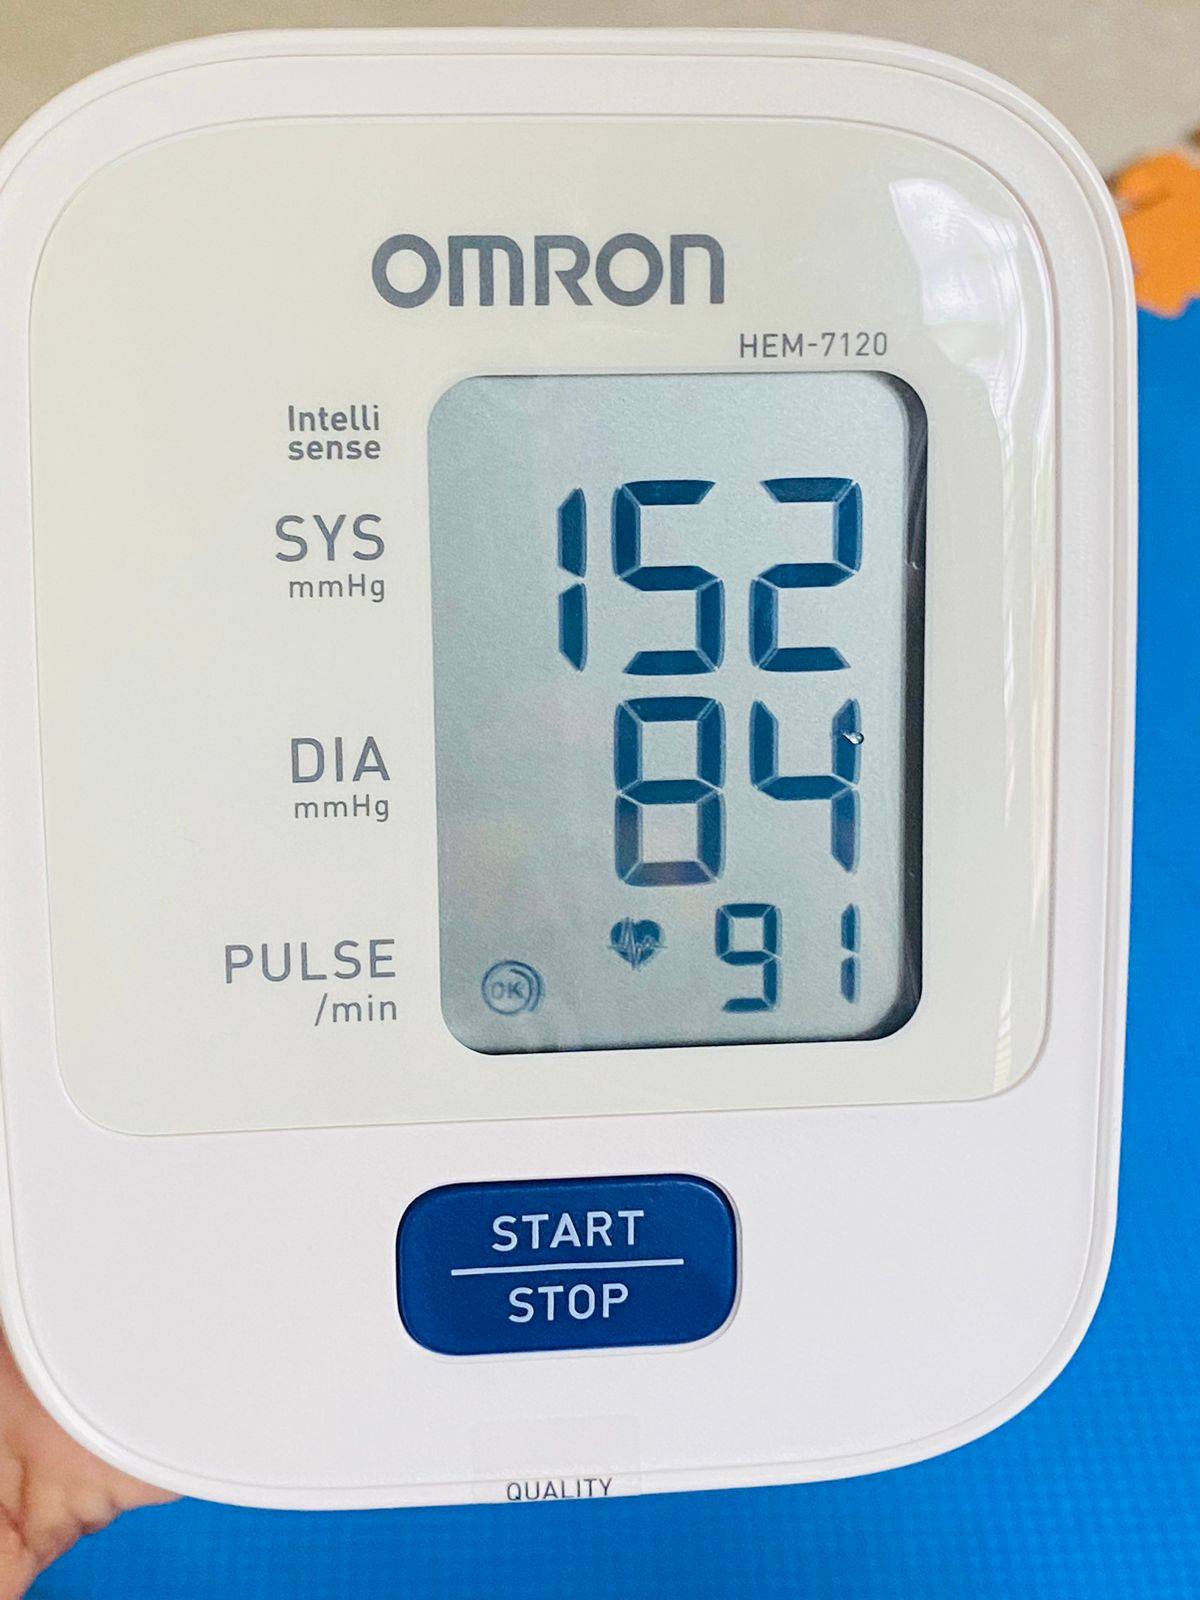 OMRON
HEM-7120
Intelli
sense
SYS
mmHg
152
DIA
mmHg
84
PULSE
/min
OK
91
START
STOP
QUALITY